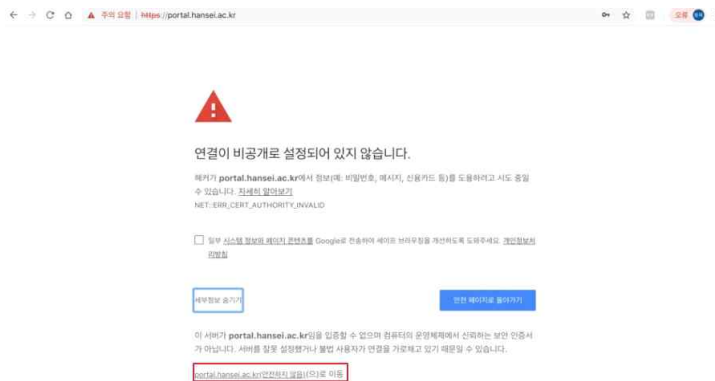 주의 요함 | https://portal.hansei.ac.kr
오류
연결이 비공개로 설정되어 있지 않습니다.
해커가 portal.hansei.ac.kr에서 정보(예: 비밀번호, 메시지, 신용카드 등)를 도용하려고 시도 중일
수 있습니다. 자세히 알아보기
NET::ERR_CERT_AUTHORITY_INVALID
일부 시스템 정보와 페이지 콘텐츠를 Google로 전송하여 세이프 브라우징을 개선하도록 도와주세요. 개인정보처
리방침
세부정보 숨기기
안전 페이지로 돌아가기
이 서버가 portal.hansei.ac.kr임을 입증할 수 없으며 컴퓨터의 운영체제에서 신뢰하는 보안 인증서
가 아닙니다. 서버를 잘못 설정했거나 불법 사용자가 연결을 가로채고 있기 때문일 수 있습니다.
portal.hansei.ac.kr(안전하지 않음)(으)로 이동